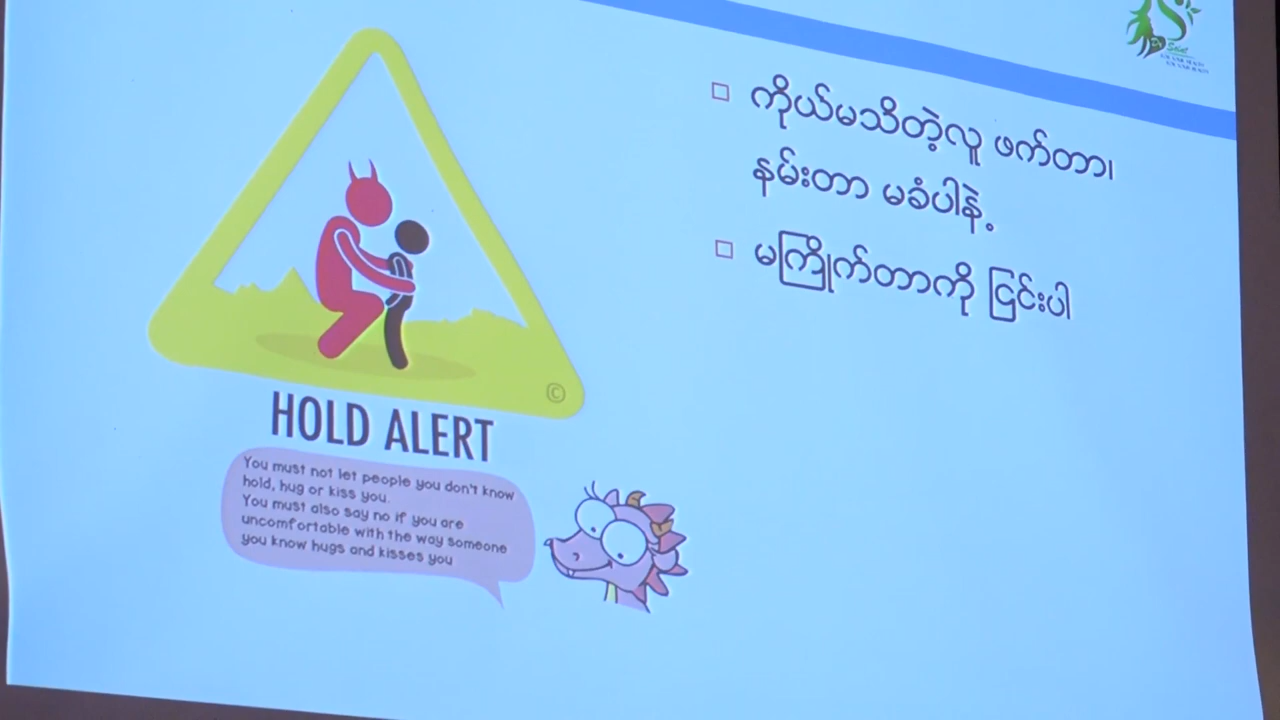 ကိုယ်မသိတဲ့လူ ဖက်တာ၊
နမ်းတာ မခံပါနဲ့
မကြိုက်တာကို ငြင်းပါ
©
HOLD ALERT
You must not let people you don't know
hold, hug or kiss you.
You must also say no if you are
uncomfortable with the way someone
you know hugs and kisses you